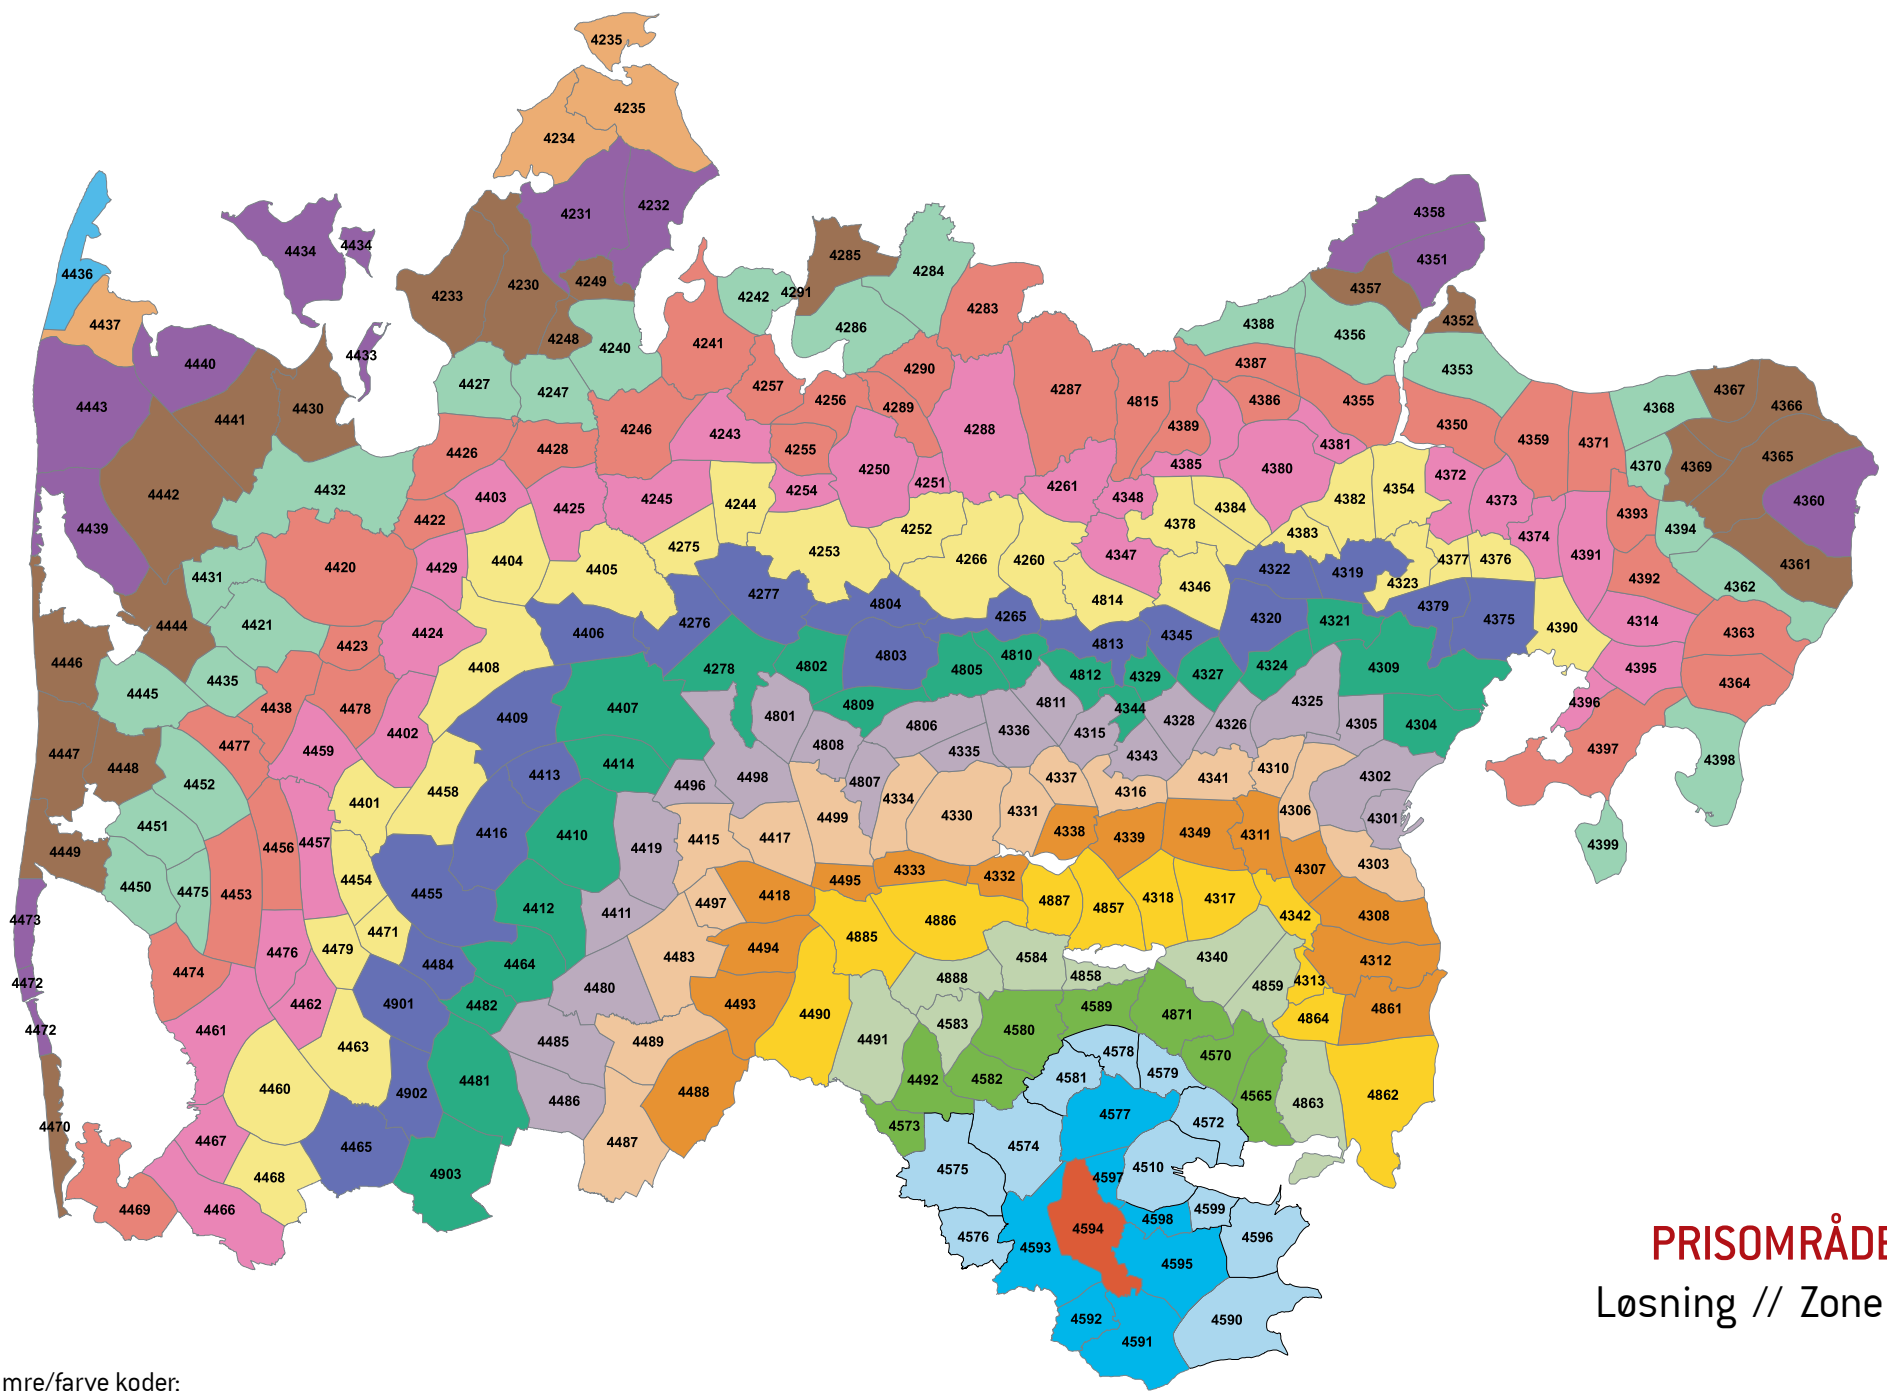 4235
4235
4234
4231 4232
4358
4436 4434 4434 4285 4351
4233 4230 4249 4242 4291 4284 4357
4437 4248 4240 4286 4283 4388 4356 4352
4433 4241
4440 4427 4247 4257 4290 4387 4353
4443 4441 4430 4256 4289 4287 4815 4386 4355 4368 4367 4366
4426 4428 4246 4243 4255 4288 4389 4381 4350 4359 4371
4442 4432 4403 4425 4245 4244 4254 4250 4251 4261 4348 4385 4380 4382 4354 4372 4373 4370 4369 4365 4360
4439 4422 4275 4253 4252 4378 4384 4383 4374 4391 4393 4394
4431 4420 4429 4404 4405 4277 4266 4260 4347 4346 4322 4319 4323 4377 4376 4392 4362 4361
4444 4421 4423 4424 4406 4276 4804 4265 4814 4813 4345 4320 4321 4379 4375 4390 4314 4363
4446 4445 4435 4408 4278 4802 4803 4805 4810 4812 4329 4327 4324 4309 4395 4364
4438 4478 4402 4409 4407 4801 4809 4806 4336 4811 4315 4344 4328 4326 4325 4305 4304 4396
4447 4448 4477 4459 4413 4414 4496 4498 4808 4807 4335 4337 4343 4316 4341 4310 4302 4397 4398
4452 4401 4458 4499 4334 4330 4331 4306 4301
4451 4456 4457 4416 4410 4419 4415 4417 4338 4339 4349 4311 4399
4449 4450 4475 4453 4454 4455 4412 4411 4497 4418 4495 4333 4332 4887 4857 4318 4317 4307 4303
4473 4476 4479 4471 4484 4464 4483 4494 4885 4886 4584 4340 4342 4308
4472 4474 4462 4901 4482 4480 4493 4490 4888 4858 4859 4313 4312
4472 4461 4463 4485 4489 4491 4583 4580 4589 4871 4864 4861
4460 4902 4481 4486 4488 4492 4582 4581 4578 4579 4570 4565 4863 4862
4470 4467 4465 4487 4573 4574 4577 4572
4469 4466 4468 4903 4575 4597 4510
4576 4593 4594 4598 4599 4596
4595
4592 4591 4590
PRISOMRÅDE
Løsning // Zone
mre/farve koder: